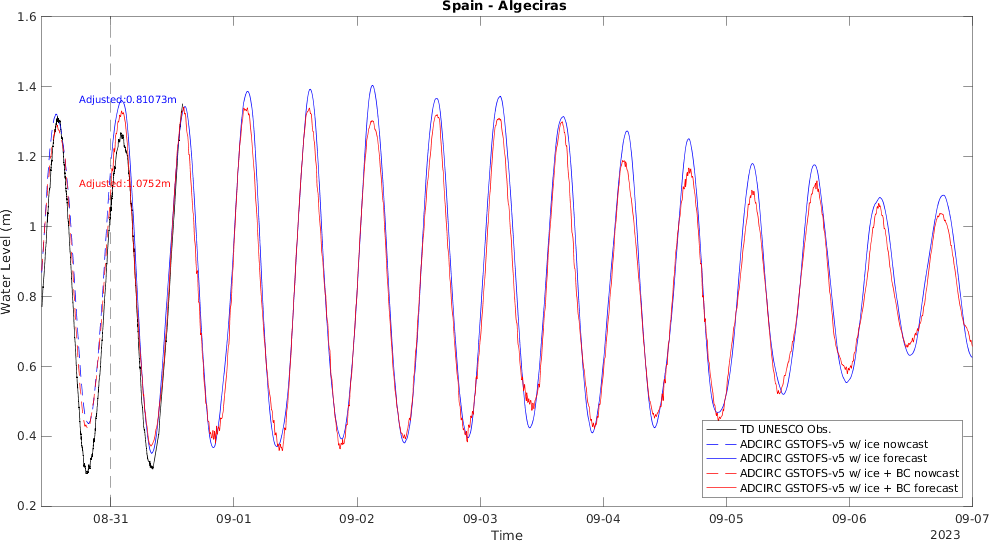 Spain - Algeciras
1.6
1.4
1.2
1
0.8
0.6
0.4
0.2
Water Level (m)
Adjusted:0.81073m
Adjusted:1.0752m
TD UNESCO Obs.
ADCIRC GSTOFS-v5 w/ ice nowcast
ADCIRC GSTOFS-v5 w/ ice forecast
ADCIRC GSTOFS-v5 w/ ice + BC nowcast
ADCIRC GSTOFS-v5 w/ ice + BC forecast
08-31 09-01 09-02 09-03 09-04 09-05 09-06 09-07
Time
2023